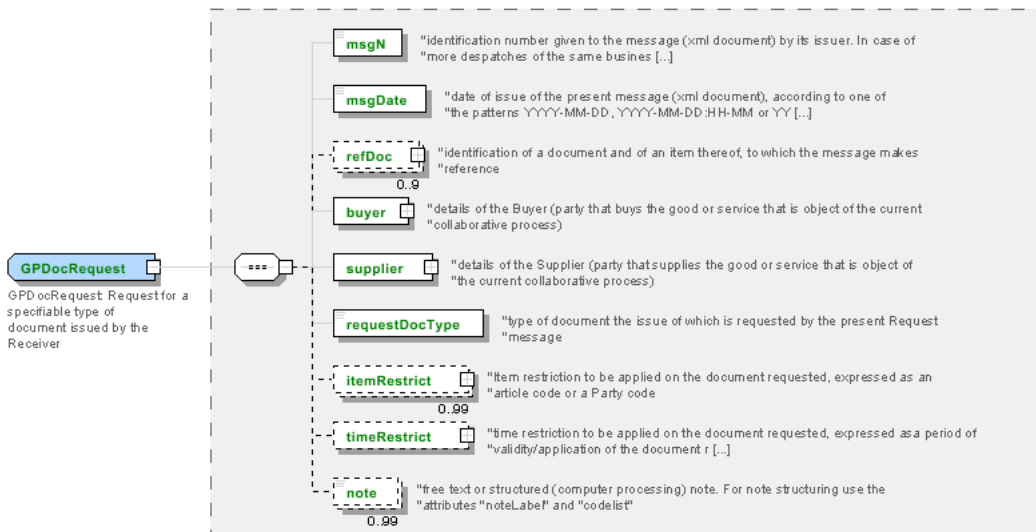 msgN
"identification number given to the message (xml document) by its issuer. In case of
"more despatches of the same busines [...]
msgDate
"date of issue of the present message (xml document), according to one of
"the patterns YYYY-MM-DD, YYYY-MM-DD:HH-MM or YY [...]
refDoc
"identification of a document and of an item thereof, to which the message makes
"reference
0..9
buyer
"details of the Buyer (party that buys the good or service that is object of the current
"collaborative process)
GPDocRequest
GPDocRequest: Request for a
specifiable type of
document issued by the
Receiver
supplier
"details of the Supplier (party that supplies the good or service that is object of
"the current collaborative process)
requestDocType
"type of document the issue of which is requested by the present Request
"message
itemRestrict
"Item restriction to be applied on the document requested, expressed as an
"article code or a Party code
0..99
timeRestrict
"time restriction to be applied on the document requested, expressed asa period of
"validity/application of the document r [...]
note
"free text or structured (computer processing) note. For note structuring use the
"attributes "noteLabel" and "codelist"
0..99